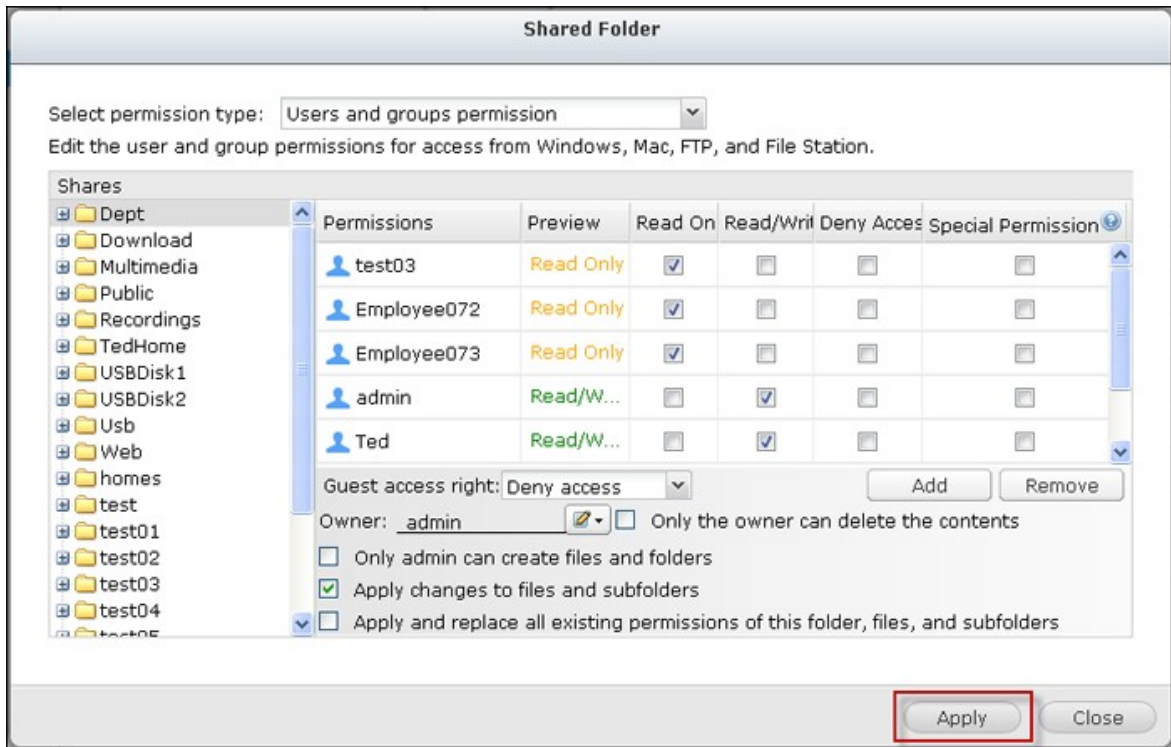 Shared Folder
Select permission type: Users and groups permission
Edit the user and group permissions for access from Windows, Mac, FTP, and File Station.
Shares
Dept
Download
Multimedia
Public
Recordings
TedHome
USBDisk1
USBDisk2
Usb
Web
homes
test
test01
test02
test03
test04
Permissions Preview Read On Read/Writ Deny Acces Special Permission
test03 Read Only
Employee072 Read Only
Employee073 Read Only
admin Read/W...
Ted Read/W...
Guest access right: Deny access Add Remove
Owner: admin Only the owner can delete the contents
Only admin can create files and folders
Apply changes to files and subfolders
Apply and replace all existing permissions of this folder, files, and subfolders
Apply Close